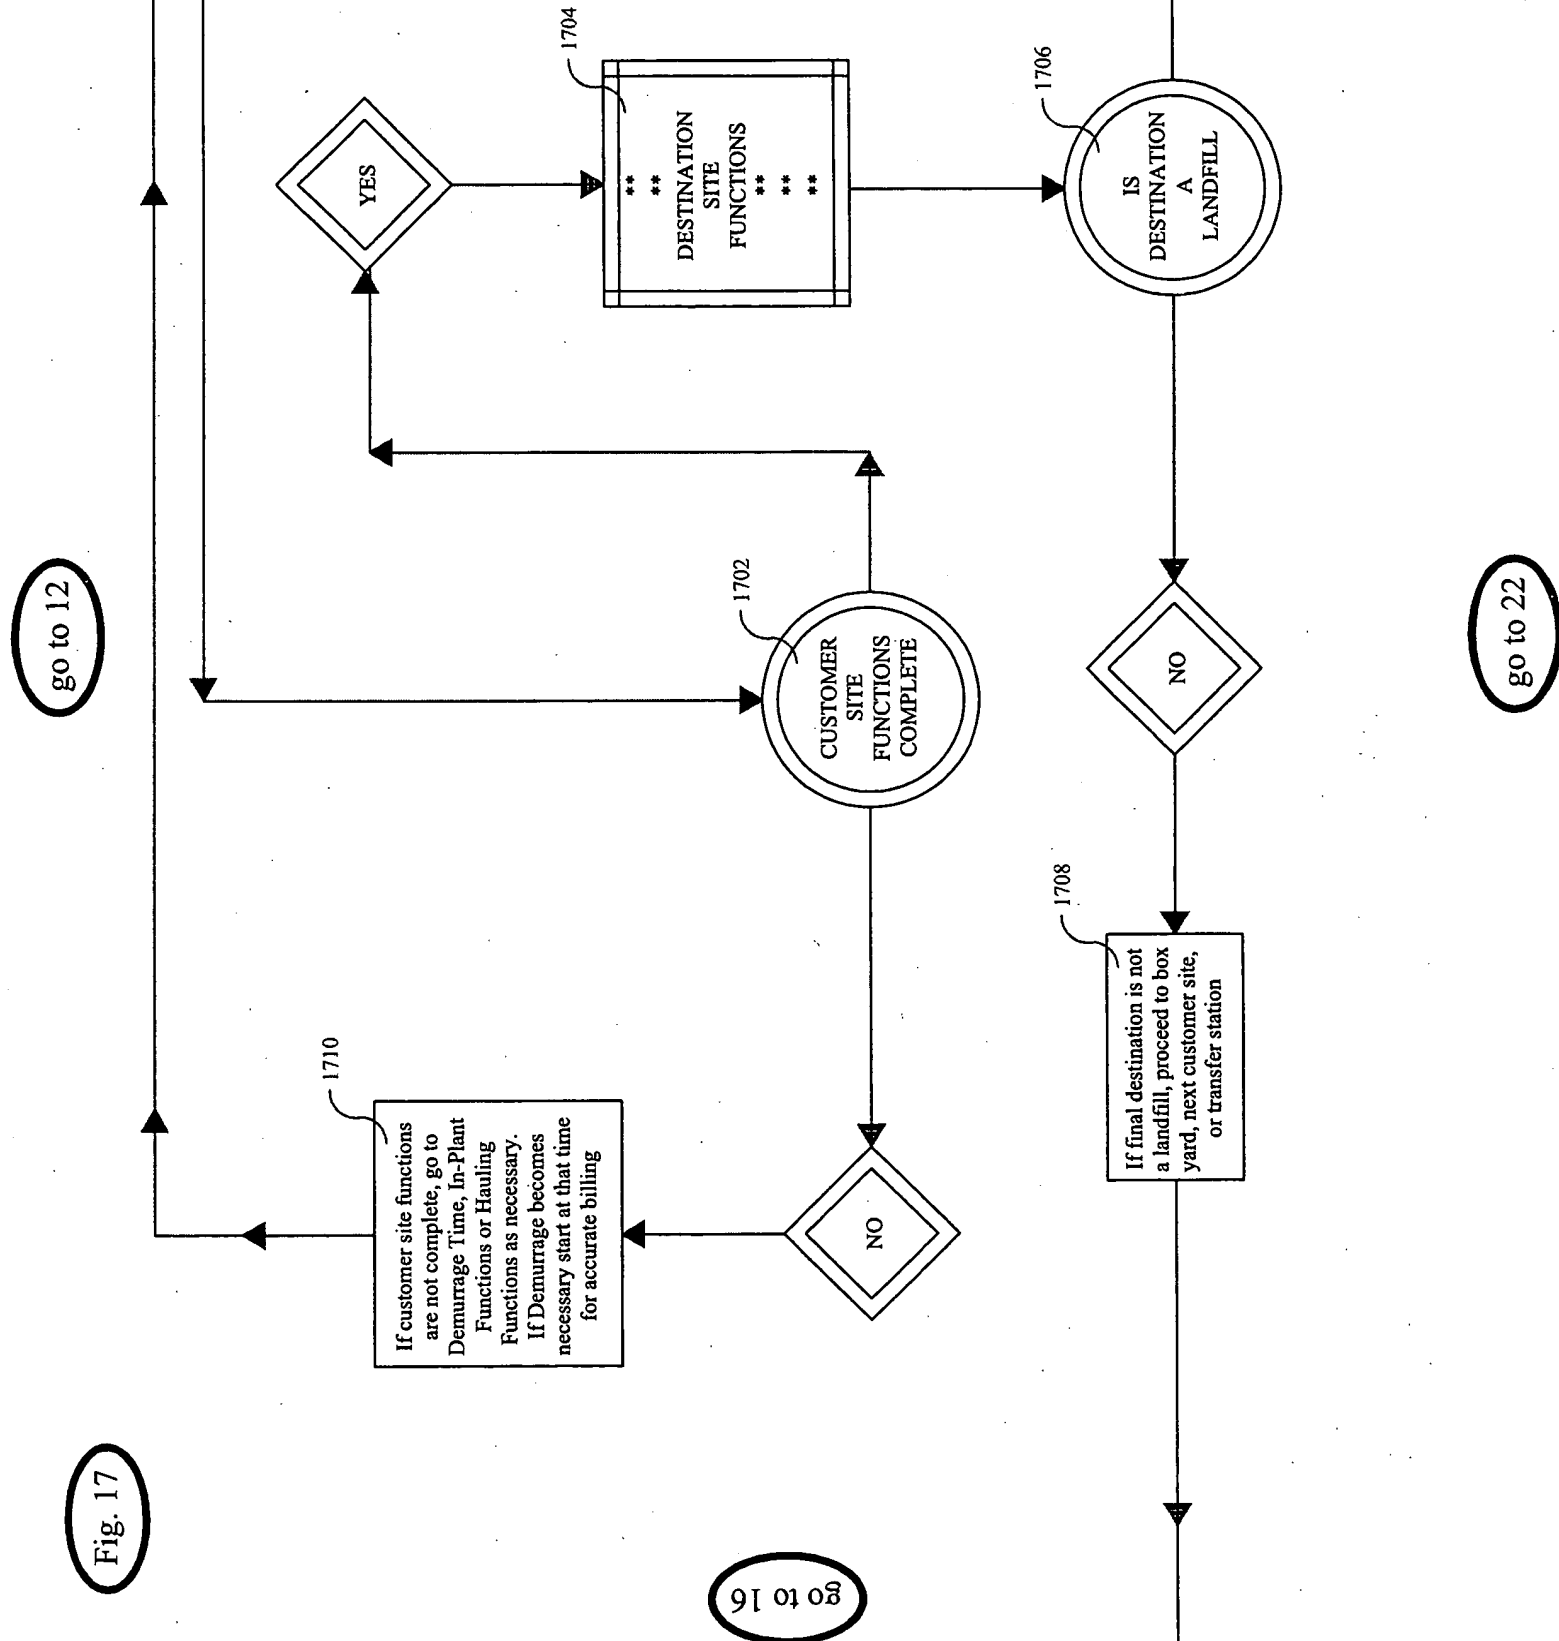 Fig. 17
go to 12
1710
If customer site functions
are not complete, go to
Demurrage Time, In-Plant
Functions or Hauling
Functions as necessary.
If Demurrage becomes
necessary start at that time
for accurate billing
YES
1704
**
**
DESTINATION
SITE
FUNCTIONS
**
**
**
go to 16
NO
1702
CUSTOMER
SITE
FUNCTIONS
COMPLETE
1708
If final destination is not
a landfill, proceed to box
yard, next customer site,
or transfer station
NO
1706
IS
DESTINATION
A
LANDFILL
go to 22